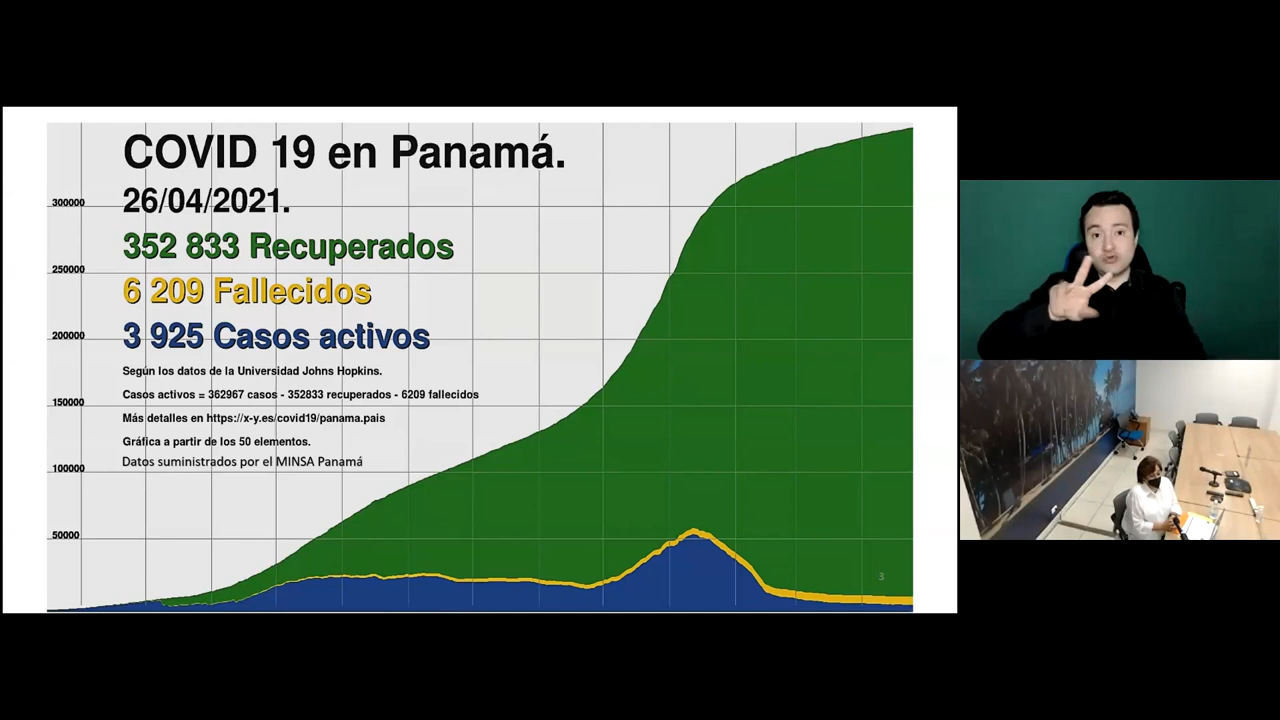 COVID 19 en Panamá.
26/04/2021.
352 833 Recuperados
6 209 Fallecidos
3 925 Casos activos
Según los datos de la Universidad Johns Hopkins.
Casos activos = 362967 casos - 352833 recuperados - 6209 fallecidos
Más detalles en https://x-y.es/covid19/panama.pais
Gráfica a partir de los 50 elementos.
Datos suministrados por el MINSA Panamá
300000
250000
200000
150000
100000
50000
3